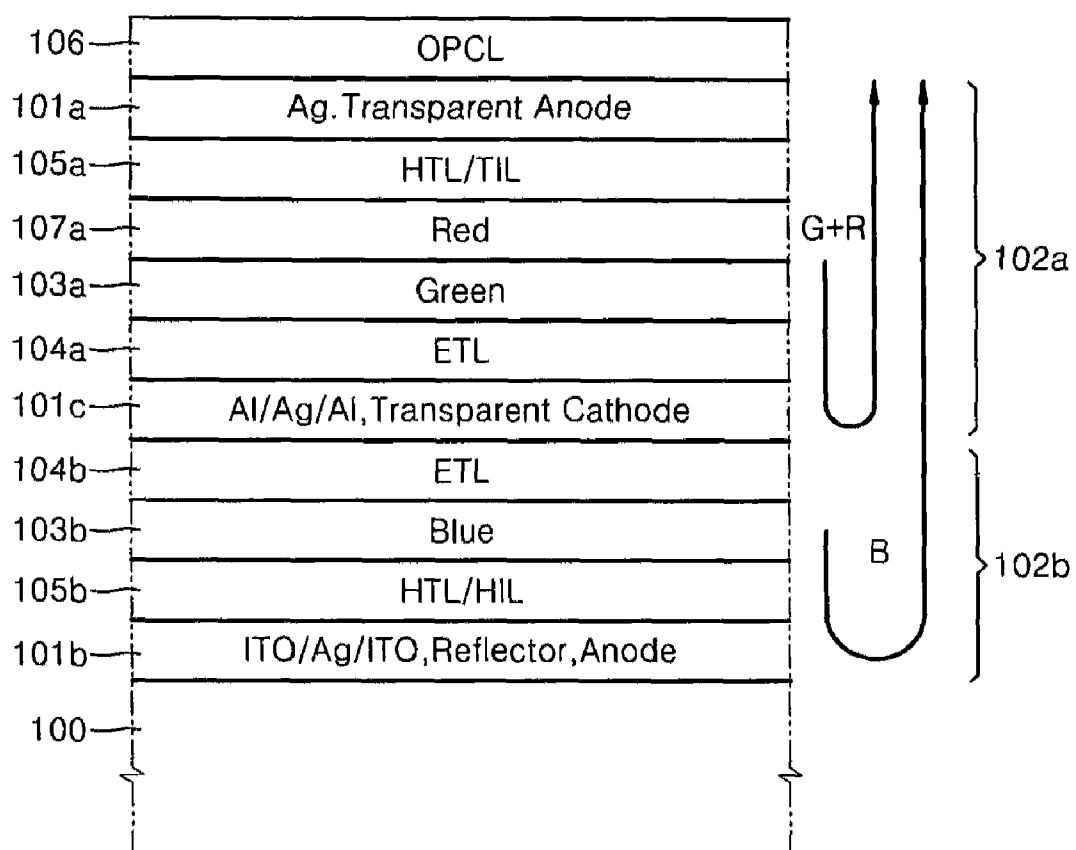 106 OPCL
101a Ag.Transparent Anode
105a HTL/TIL
107a Red G+R
103a Green 102a
104a ETL
101c Al/Ag/Al,Transparent Cathode
104b ETL
103b Blue B
102b
105b HTL/HIL
101b ITO/Ag/ITO,Reflector,Anode
100